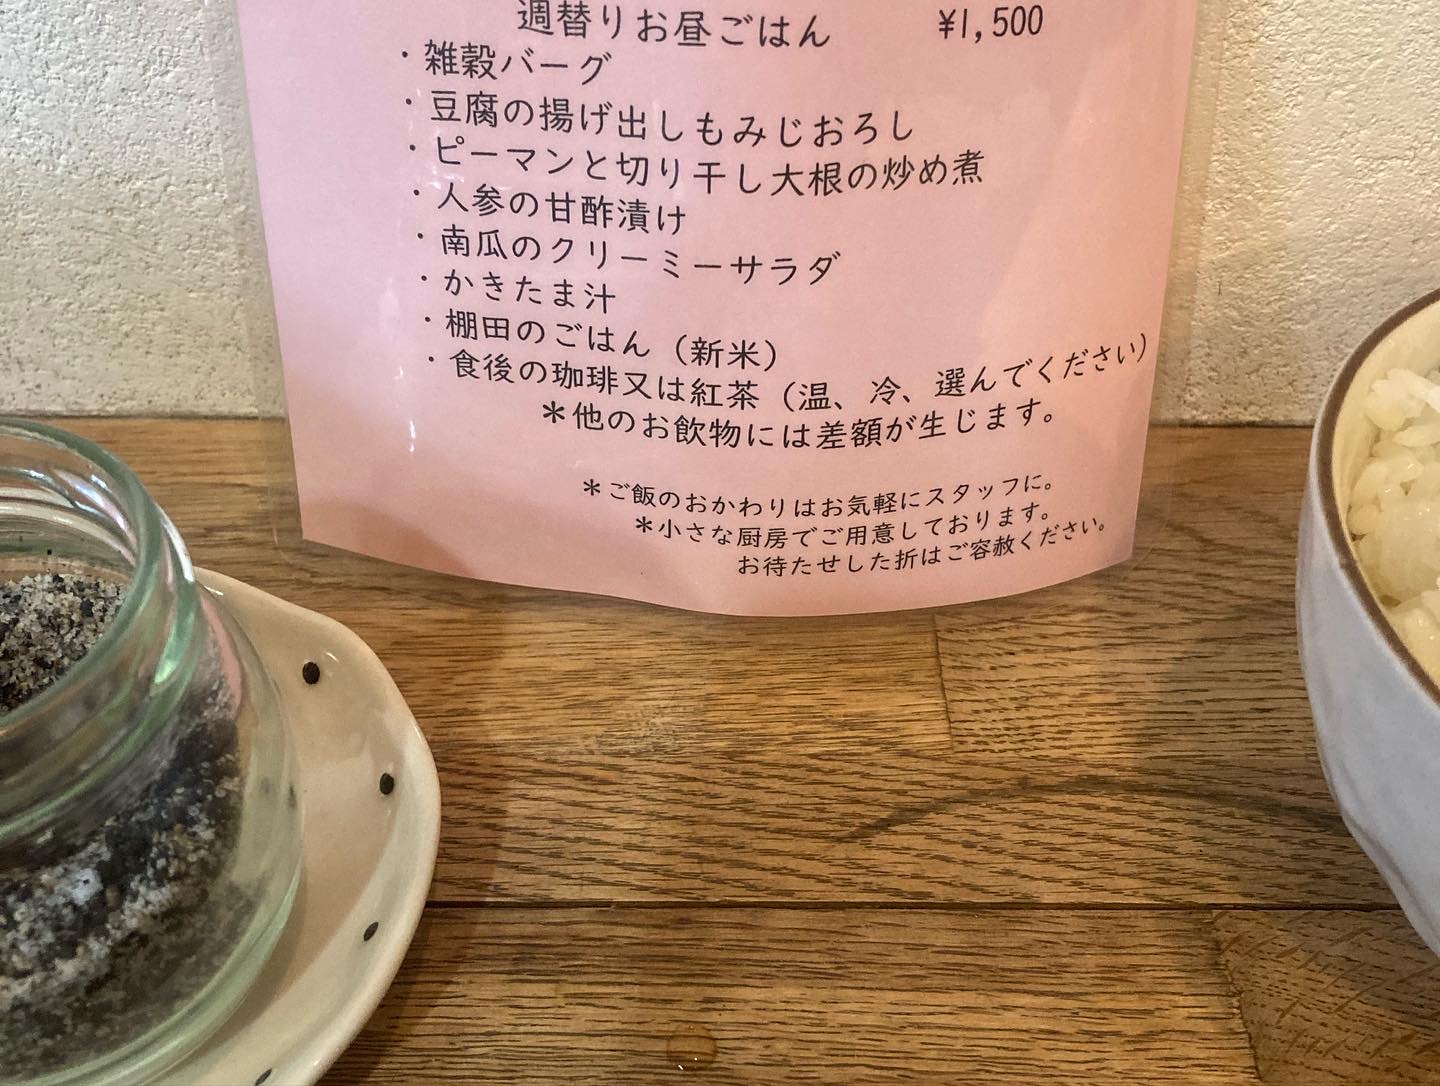 週替りお昼ごはん ¥1,500
・雑穀バーグ
・豆腐の揚げ出しもみじおろし
・ピーマンと切り干し大根の炒め煮
・人参の甘酢漬け
・南瓜のクリーミーサラダ
・かきたま汁
・棚田のごはん（新米）
・食後の珈琲又は紅茶（温、冷、選んでください）
＊他のお飲物には差額が生じます。
＊ご飯のおかわりはお気軽にスタッフに。
＊小さな厨房でご用意しております。
お待たせした折はご容赦ください。